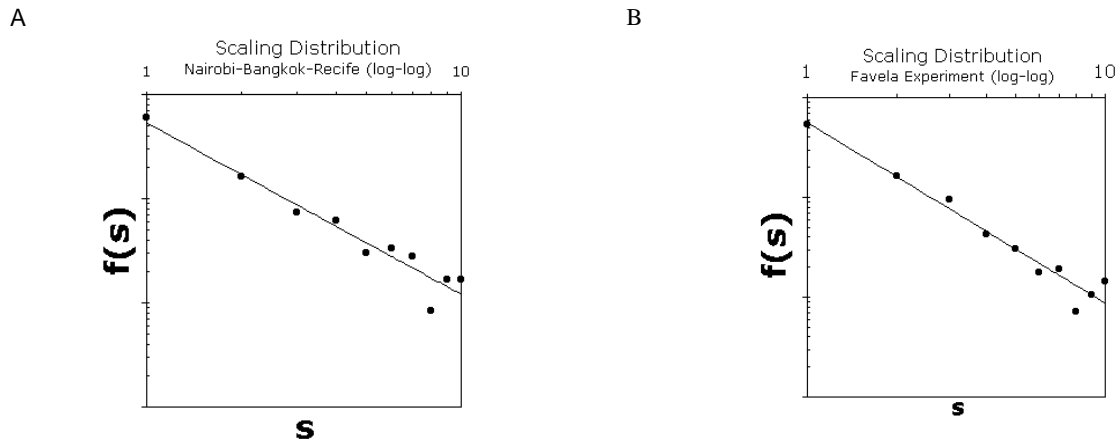 A
Scaling Distribution
Nairobi-Bangkok-Recife (log-log)
1 10
f(s)
s
B
Scaling Distribution
Favela Experiment (log-log)
1 10
f(s)
s